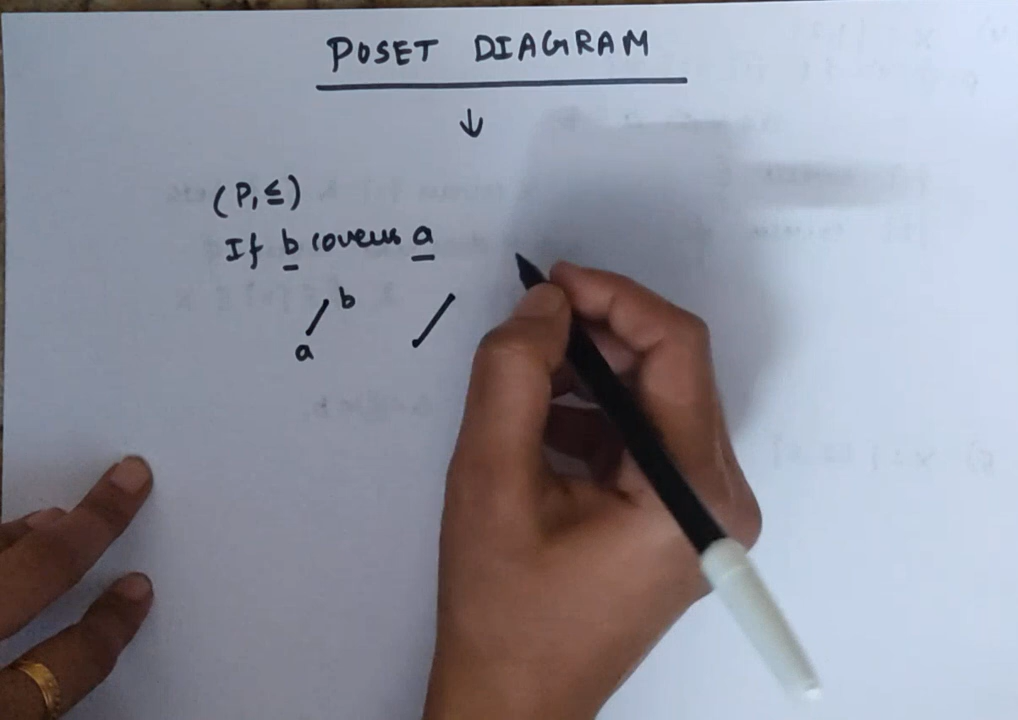 POSET DIAGRAM
↓
(P, ≤)
If b covers a
b
a